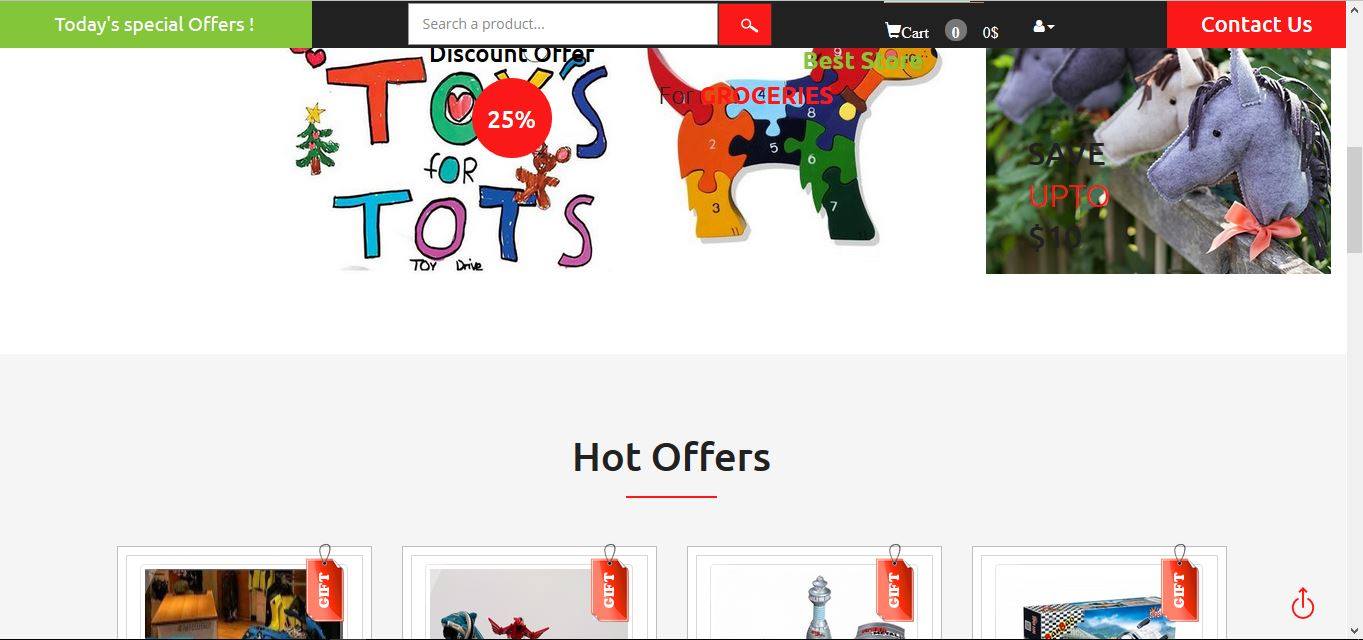 Today's special Offers !
Search a product...
Cart 0 0$
Contact Us
Discount Offer
25%
TOY'S
fOR
TOTS
TOY Drive
Best Store
For GROCERIES
4
8
2
5
6
3
7
11
11
SAVE
UPTO
$10
Hot Offers
GIFT
GIFT
GIFT
GIFT